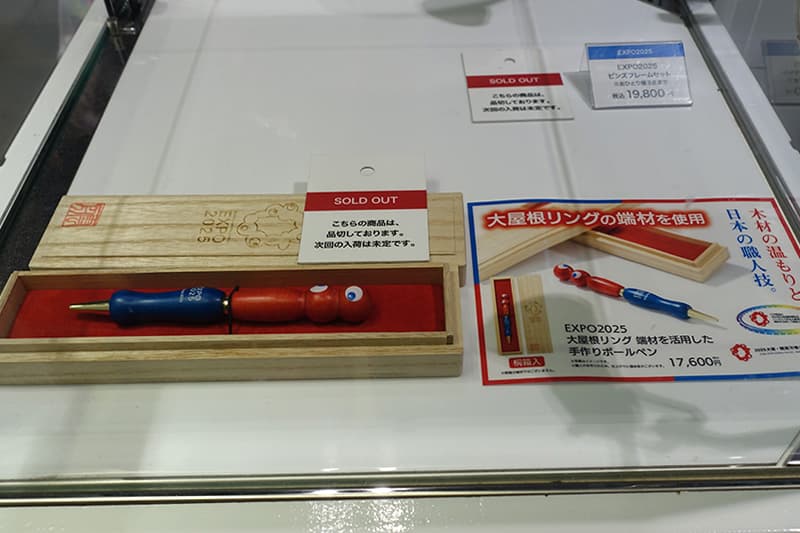 SOLD OUT
こちらの商品は、
品切しております。
次回の入荷は未定です。
EXPO2025
EXPO2025
ピンズフレームセット
税込 19,800
SOLD OUT
こちらの商品は、
品切しております。
次回の入荷は未定です。
EXPO
2025
大屋根リングの端材を使用
木材の温もりと
日本の職人技。
EXPO2025
大屋根リング 端材を活用した
手作りボールペン
17,600円
桐箱入
EXPO
2025